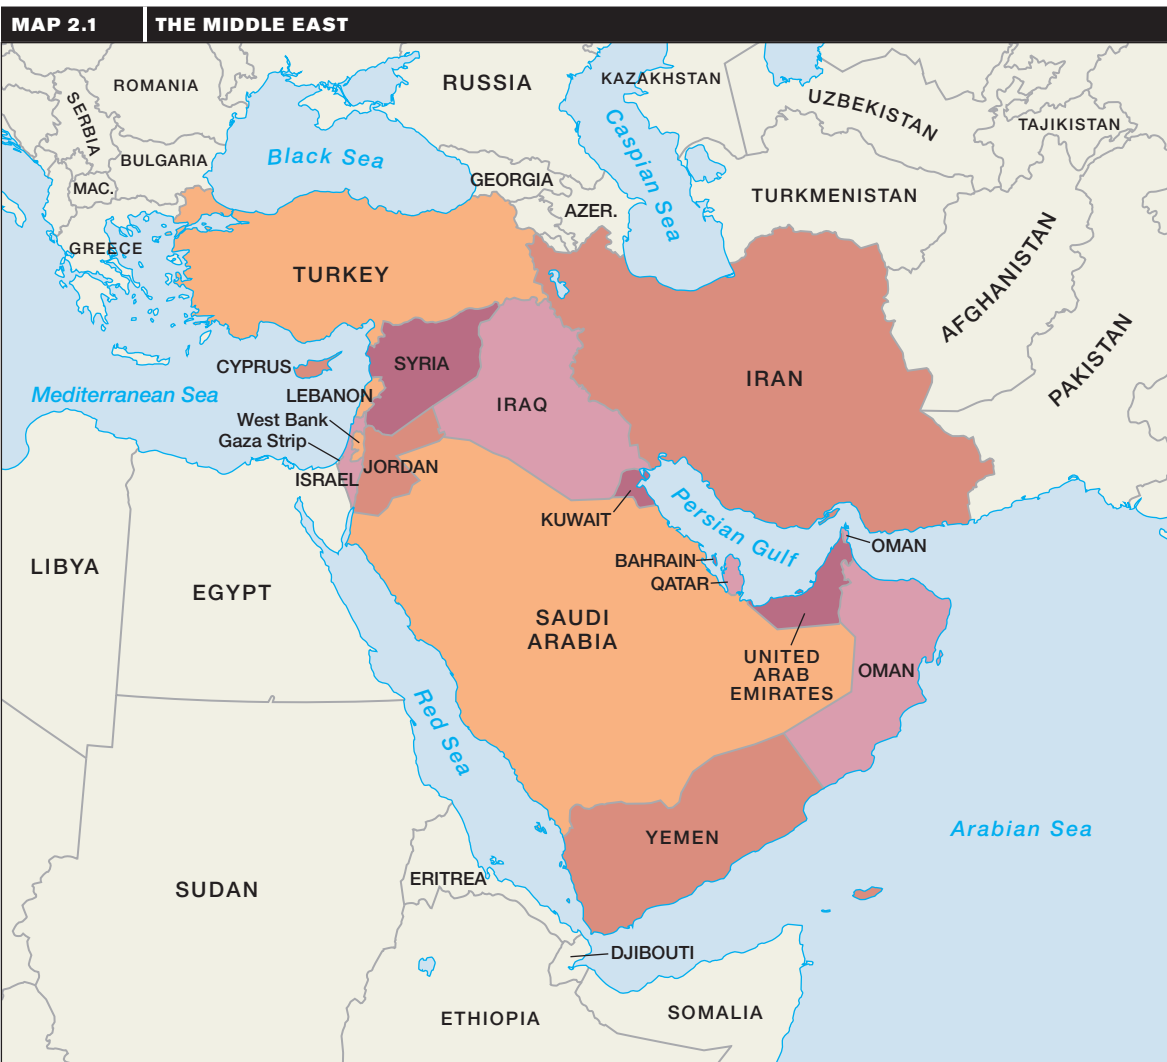 MAP 2.1 THE MIDDLE EAST
ROMANIA
RUSSIA
KAZAKHSTAN
UZBEKISTAN
TAJIKISTAN
SERBIA
BULGARIA
Black Sea
Caspian Sea
MAC.
GEORGIA
AZER.
TURKMENISTAN
GREECE
TURKEY
AFGHANISTAN
PAKISTAN
CYPRUS
SYRIA
IRAN
Mediterranean Sea
LEBANON
IRAQ
West Bank
Gaza Strip
JORDAN
ISRAEL
KUWAIT
Persian Gulf
OMAN
BAHRAIN
QATAR
LIBYA
EGYPT
SAUDI
ARABIA
UNITED
ARAB
EMIRATES
OMAN
Red Sea
YEMEN
Arabian Sea
SUDAN
ERITREA
DJIBOUTI
ETHIOPIA
SOMALIA